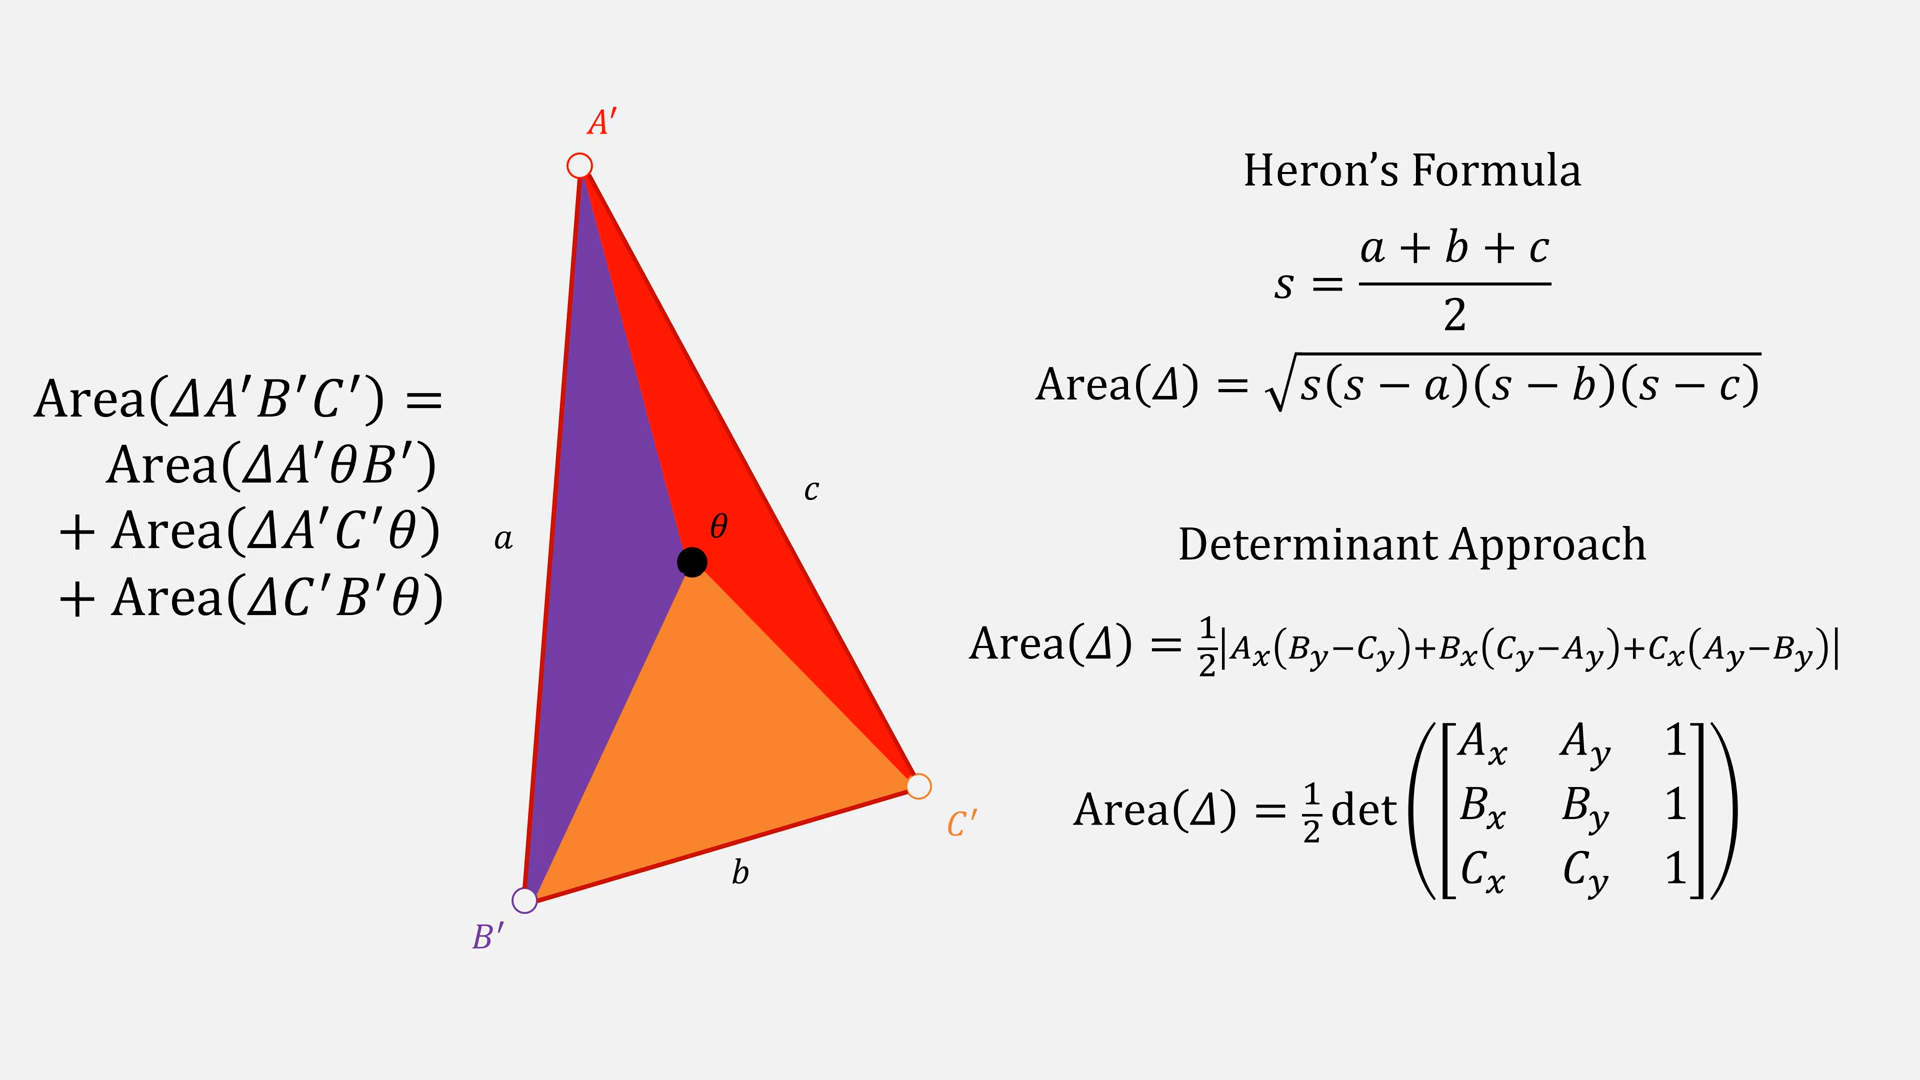 Area(ΔA′B′C′) =
Area(ΔA′θB′)
+ Area(ΔA′C′θ)
+ Area(ΔC′B′θ)
A′
a
θ
c
b
B′
C′
Heron’s Formula
s = (a + b + c)/2
Area(Δ) = √s(s − a)(s − b)(s − c)
Determinant Approach
Area(Δ) = ½|Aₓ(B_y−C_y)+Bₓ(C_y−A_y)+Cₓ(A_y−B_y)|
Area(Δ) = ½ det([
Aₓ A_y 1
Bₓ B_y 1
Cₓ C_y 1
])